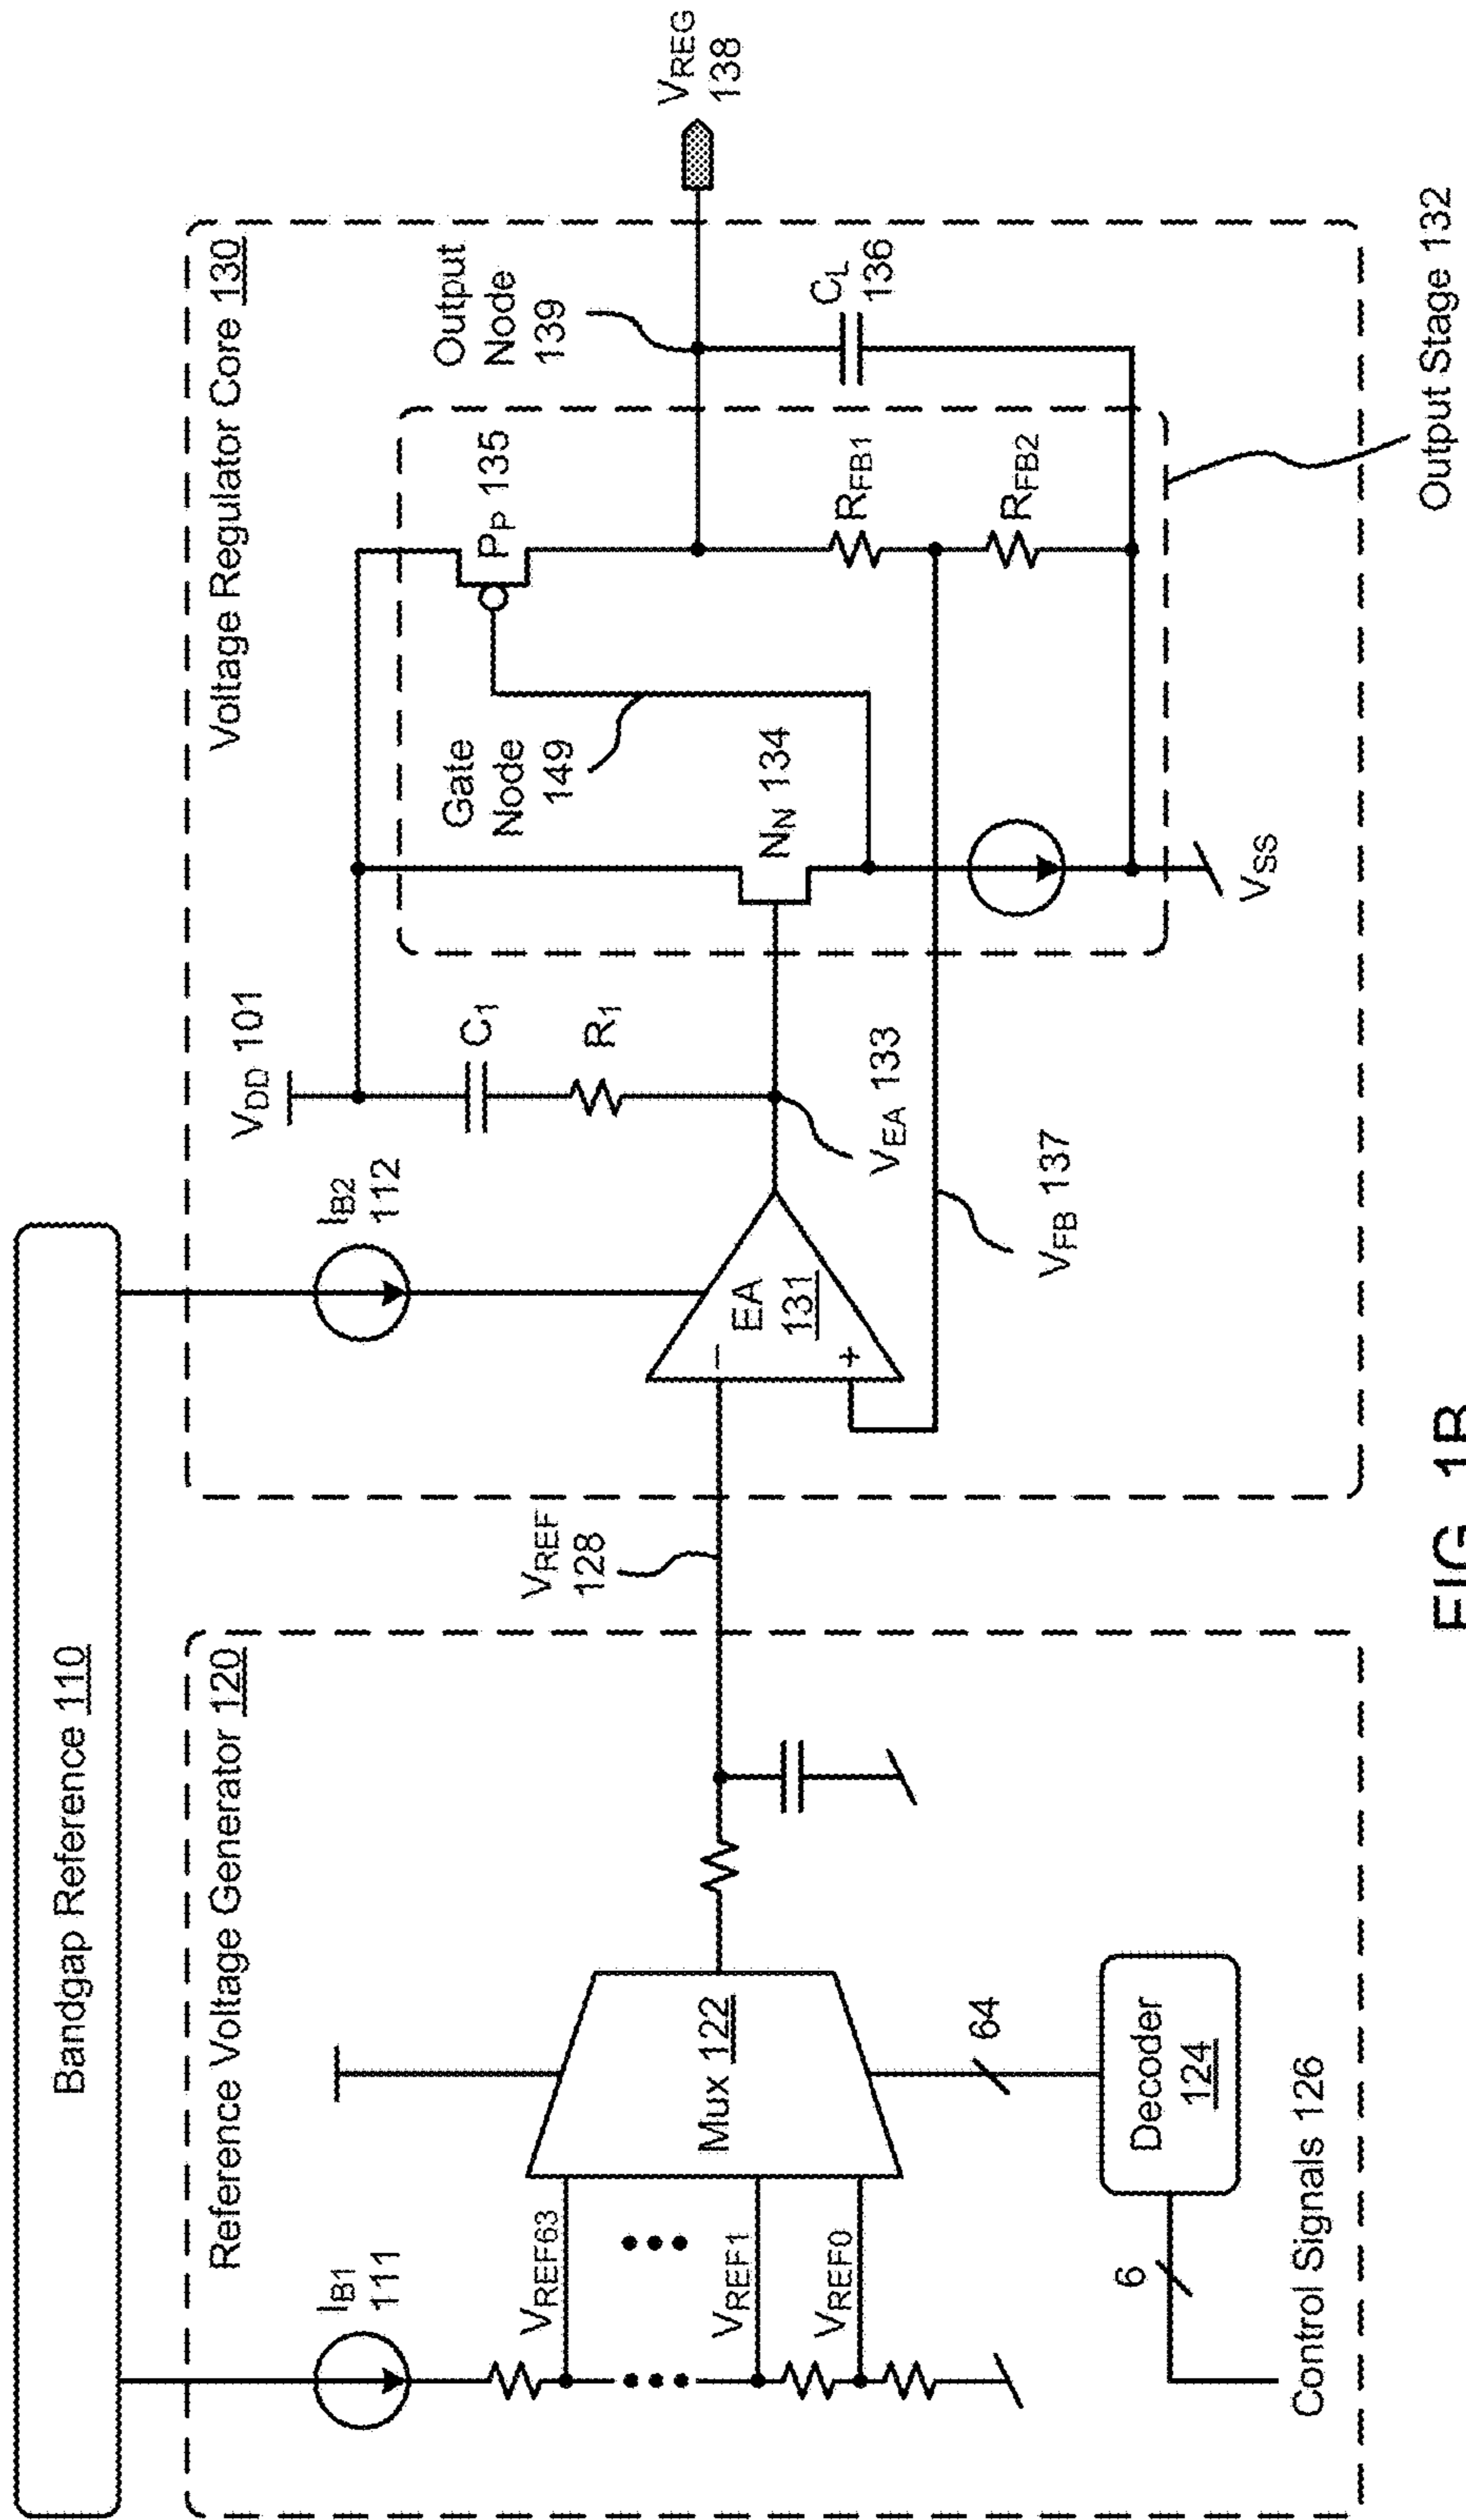 Bandgap Reference 110
Reference Voltage Generator 120
IB1
111
VREF63
VREF1
VREF0
Mux 122
64
Decoder
124
6
Control Signals 126
VREF
128
Voltage Regulator Core 130
IB2
112
VDD 101
C1
R1
EA
131
−
+
VEA 133
VFB 137
Gate
Node
149
NN 134
PP 135
Output
Node
139
RFB1
RFB2
CL
136
VSS
VREG
138
Output Stage 132
FIG. 1B